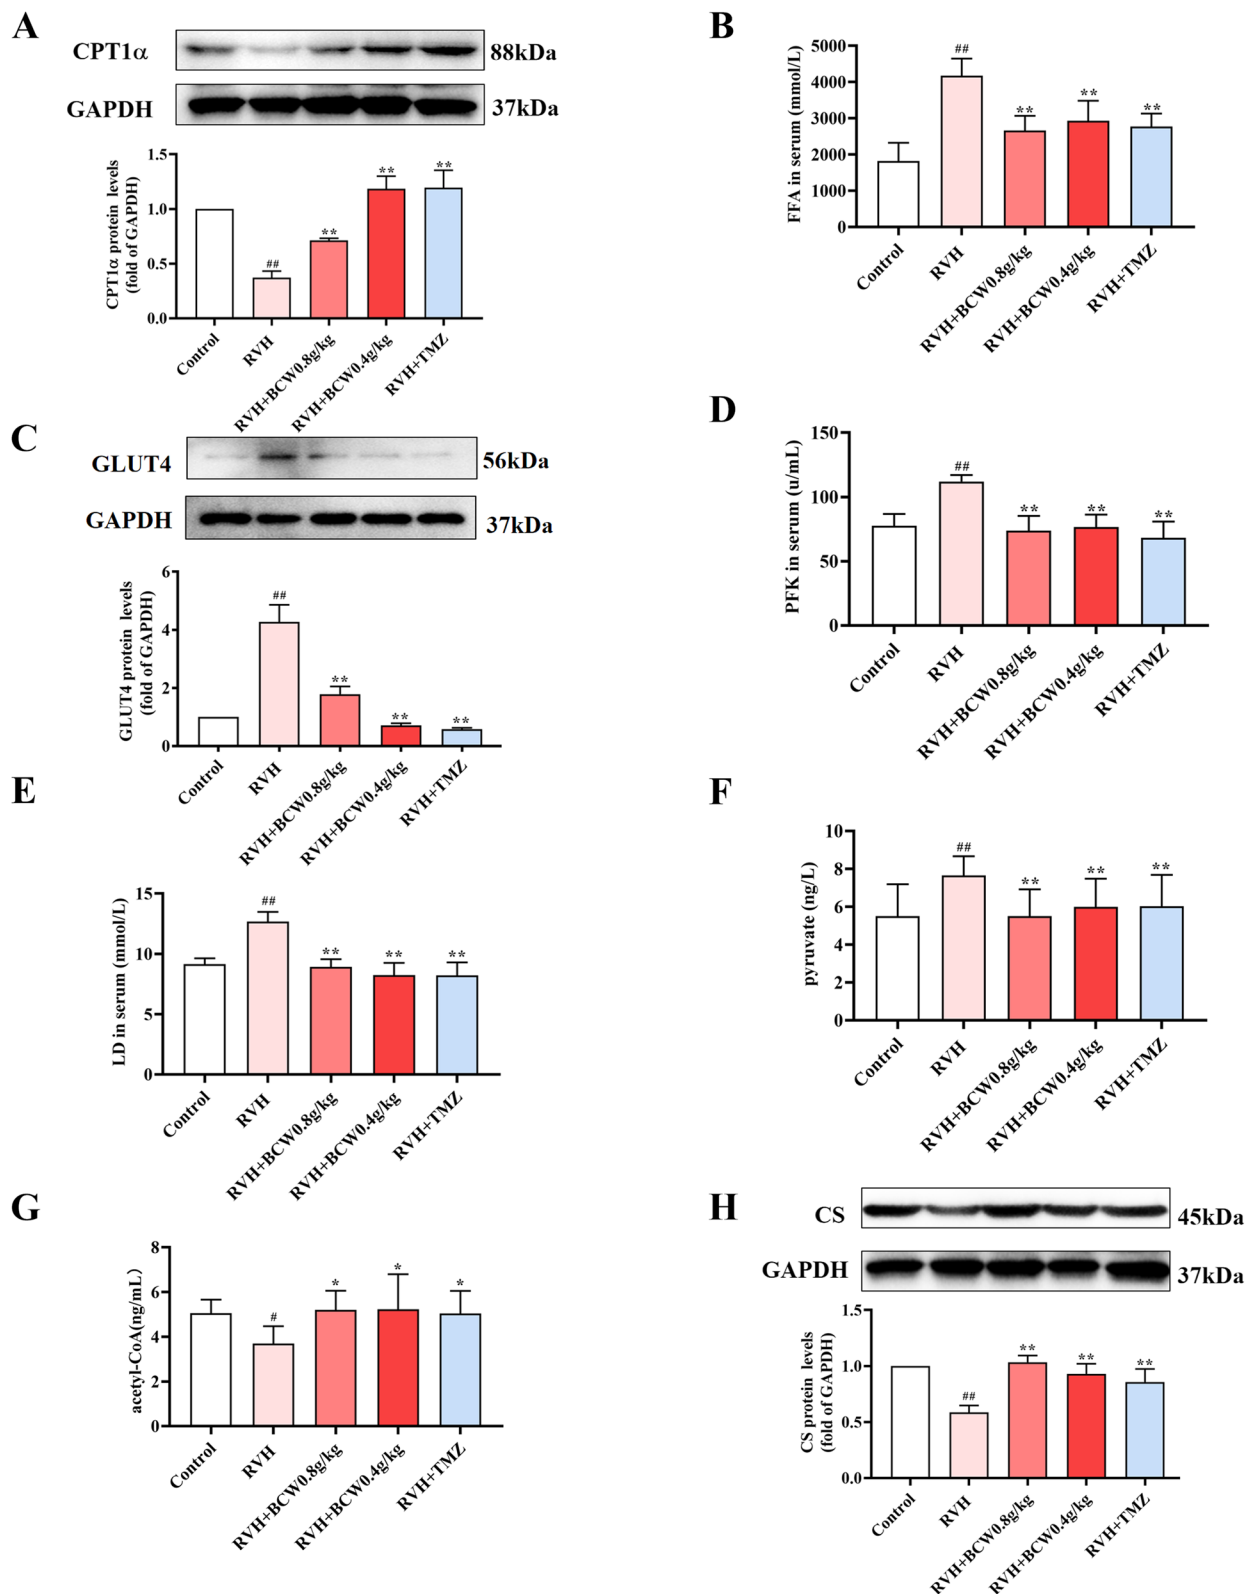 A
CPT1α
88kDa
GAPDH
37kDa
CPT1α protein levels
(fold of GAPDH)
1.5
1.0
0.5
0.0
##
**
**
**
Control
RVH
RVH+BCW0.8g/kg
RVH+BCW0.4g/kg
RVH+TMZ
B
FFA in serum (mmol/L)
5000
4000
3000
2000
1000
0
##
**
**
**
Control
RVH
RVH+BCW0.8g/kg
RVH+BCW0.4g/kg
RVH+TMZ
C
GLUT4
56kDa
GAPDH
37kDa
GLUT4 protein levels
(fold of GAPDH)
6
4
2
0
##
**
**
**
Control
RVH
RVH+BCW0.8g/kg
RVH+BCW0.4g/kg
RVH+TMZ
D
PFK in serum (u/mL)
150
100
50
0
##
**
**
**
Control
RVH
RVH+BCW0.8g/kg
RVH+BCW0.4g/kg
RVH+TMZ
E
LD in serum (mmol/L)
15
10
5
0
##
**
**
**
Control
RVH
RVH+BCW0.8g/kg
RVH+BCW0.4g/kg
RVH+TMZ
F
pyruvate (ng/L)
10
8
6
4
2
0
##
**
**
**
Control
RVH
RVH+BCW0.8g/kg
RVH+BCW0.4g/kg
RVH+TMZ
G
acetyl-CoA(ng/mL)
8
6
4
2
0
#
*
*
*
Control
RVH
RVH+BCW0.8g/kg
RVH+BCW0.4g/kg
RVH+TMZ
H
CS
45kDa
GAPDH
37kDa
CS protein levels
(fold of GAPDH)
1.5
1.0
0.5
0.0
##
**
**
**
Control
RVH
RVH+BCW0.8g/kg
RVH+BCW0.4g/kg
RVH+TMZ